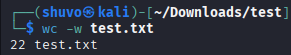 ┌──(shuvo㉿kali)-[~/Downloads/test]
└─$ wc -w test.txt
22 test.txt